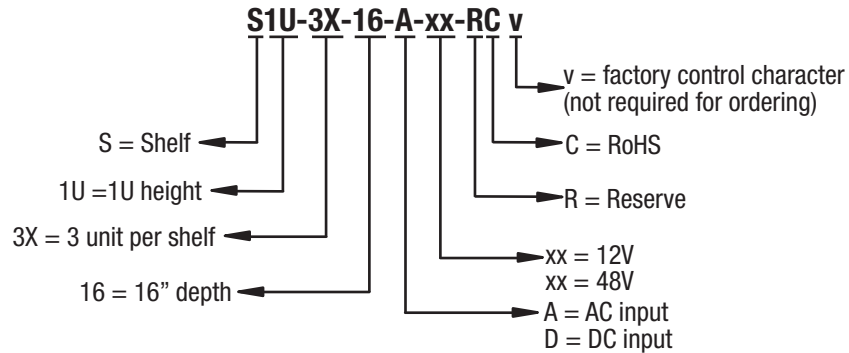 S1U-3X-16-A-xx-RC v
v = factory control character
(not required for ordering)
S = Shelf
C = RoHS
1U =1U height
R = Reserve
3X = 3 unit per shelf
xx = 12V
xx = 48V
16 = 16” depth
A = AC input
D = DC input